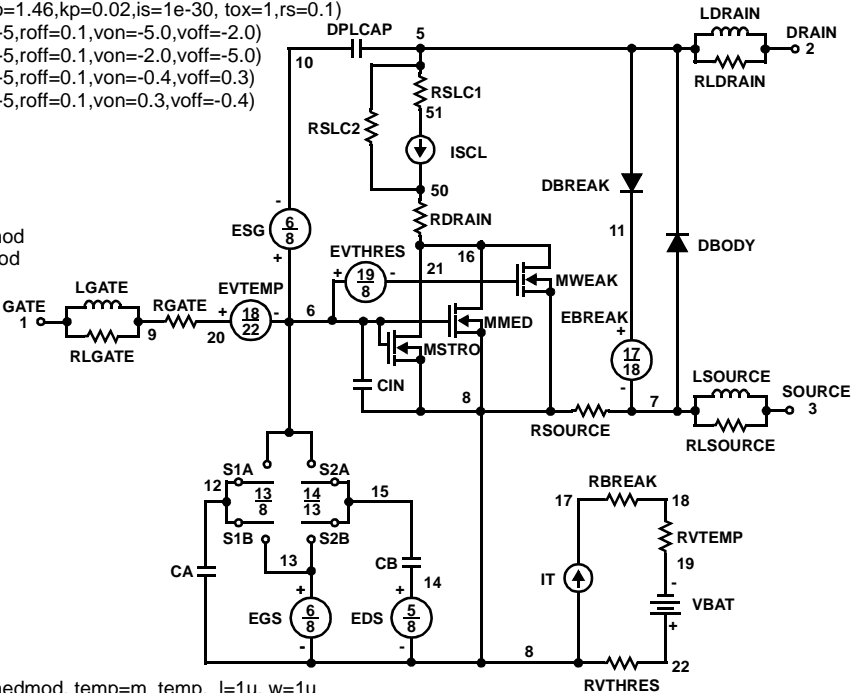 p=1.46,kp=0.02,is=1e-30, tox=1,rs=0.1)
-5,roff=0.1,von=-5.0,voff=-2.0)
-5,roff=0.1,von=-2.0,voff=-5.0)
-5,roff=0.1,von=-0.4,voff=0.3)
-5,roff=0.1,von=0.3,voff=-0.4)
LDRAIN
DPLCAP 5 DRAIN
10 2
RLDRAIN
RSLC1
51
RSLC2
ISCL
50
DBREAK
RDRAIN
-
ESG 6/8
+
od
od
11
DBODY
EVTHRES
+ 19/8 - 21 16
MWEAK
LGATE
GATE RGATE EVTEMP
1 9 20 + 18/22 - 6
RLGATE
MMED
MSTRO
EBREAK +
17/18
-
CIN
LSOURCE
SOURCE
8 7 3
RSOURCE
RLSOURCE
S1A S2A
12 13/8 14/13 15
S1B S2B
13
CA CB
14
+ +
EGS 6/8 EDS 5/8
- -
RBREAK
17 18
RVTEMP
19
IT -
VBAT
+
8 22
RVTHRES
medmod, temp=m_temp, l=1u, w=1u